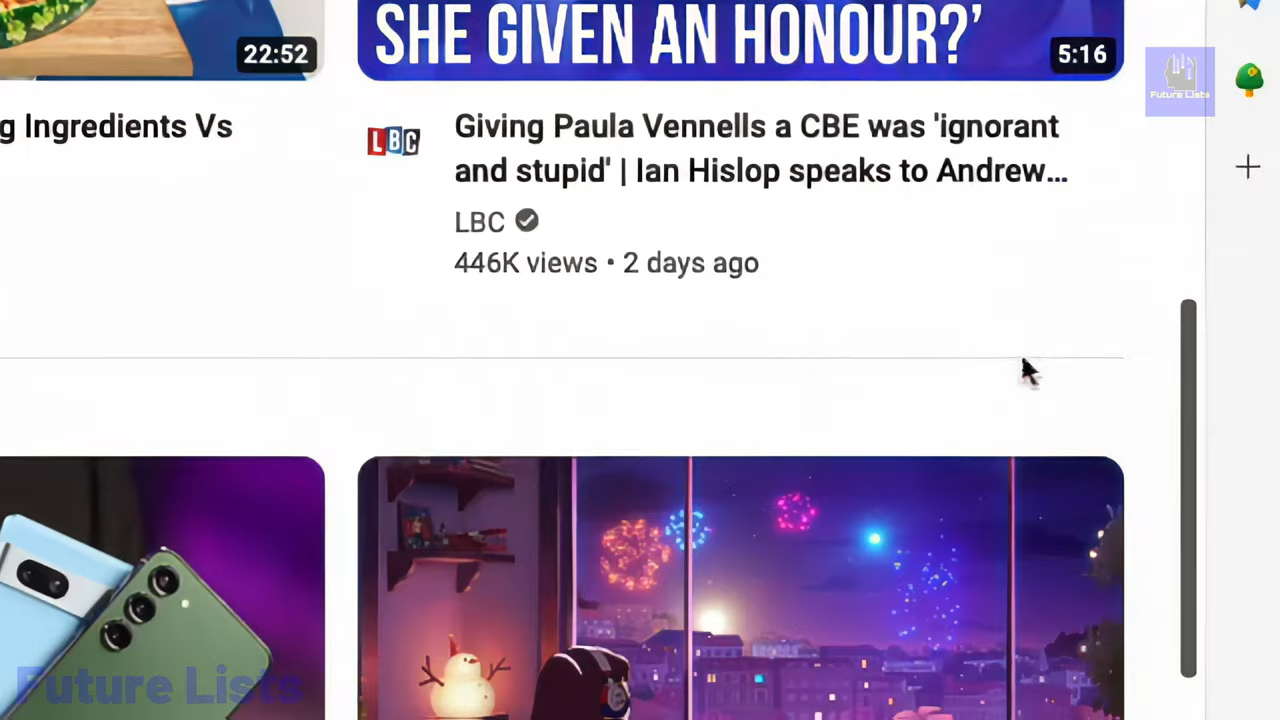 SHE GIVEN AN HONOUR?’
22:52
5:16
Future Lists
g Ingredients Vs
LBC
Giving Paula Vennells a CBE was 'ignorant
and stupid' | Ian Hislop speaks to Andrew...
LBC
446K views • 2 days ago
Future Lists